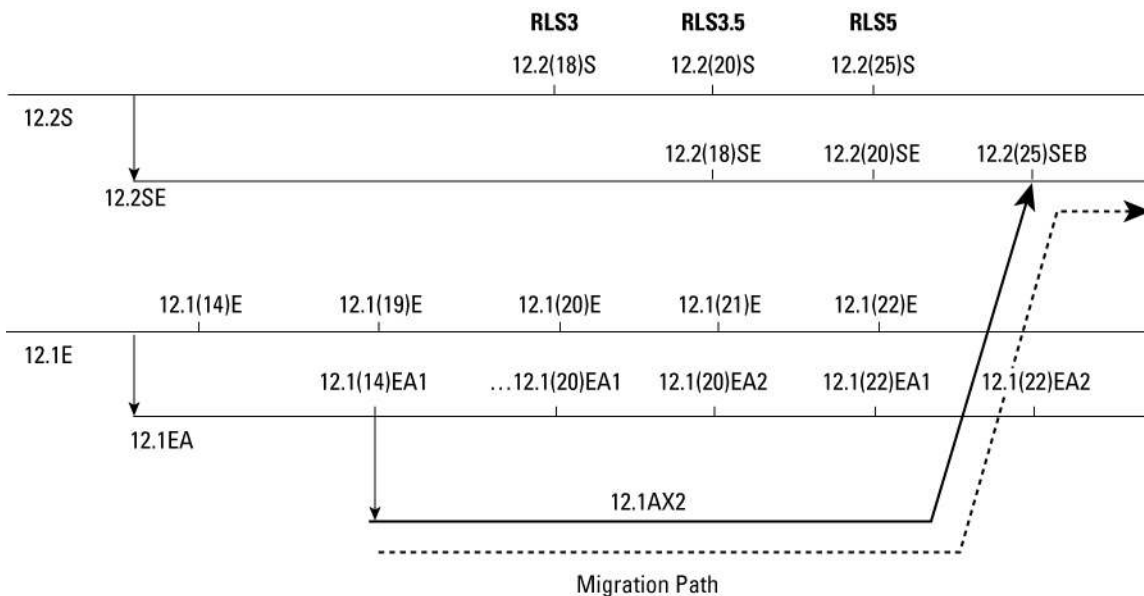 RLS3 RLS3.5 RLS5
12.2(18)S 12.2(20)S 12.2(25)S
12.2S
12.2(18)SE 12.2(20)SE 12.2(25)SEB
12.2SE
12.1(14)E 12.1(19)E 12.1(20)E 12.1(21)E 12.1(22)E
12.1E
12.1(14)EA1 ...12.1(20)EA1 12.1(20)EA2 12.1(22)EA1 12.1(22)EA2
12.1EA
12.1AX2
Migration Path